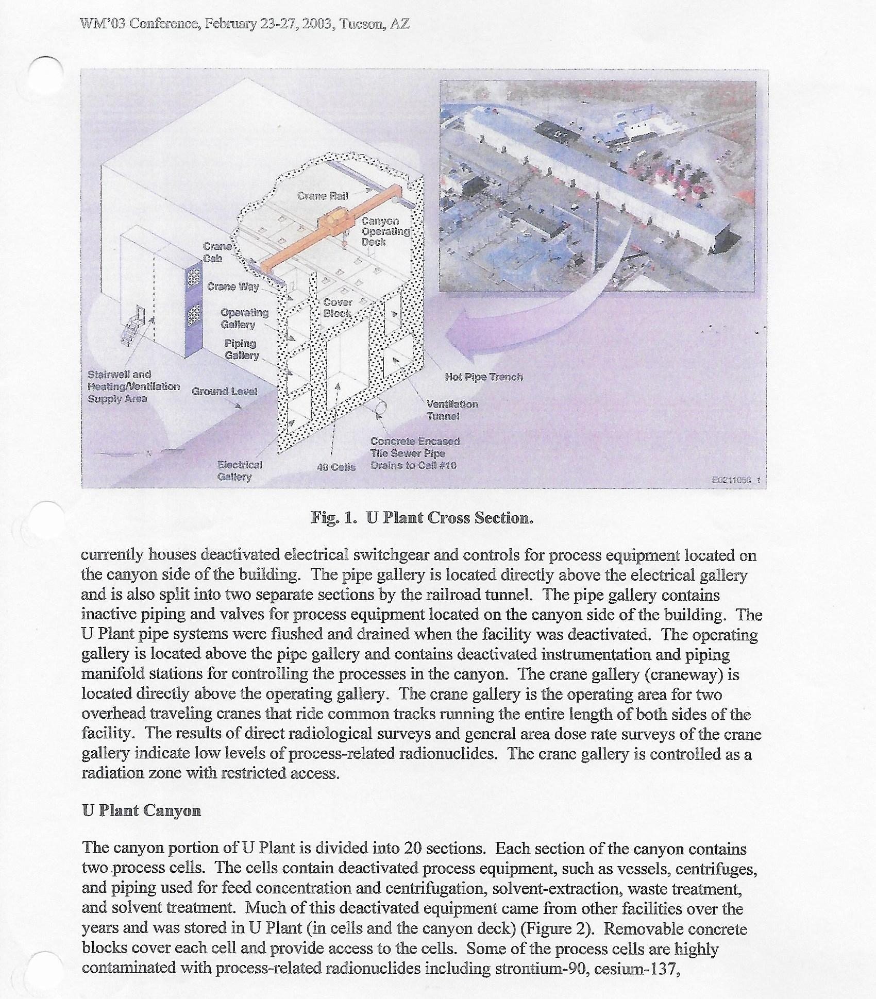 WM'03 Conference, February 23-27, 2003, Tucson, AZ
Crane Rail
Canyon
Operating
Deck
Crane
Cab
Crane Way
Cover
Block
Operating
Gallery
Piping
Gallery
Stairwell and
Heating/Ventilation
Supply Area
Ground Level
Hot Pipe Trench
Ventilation
Tunnel
Concrete Encased
Tile Sewer Pipe
Drains to Cell #10
Electrical
Gallery
40 Cells
N
E0211058_1
Fig. 1. U Plant Cross Section.
currently houses deactivated electrical switchgear and controls for process equipment located on
the canyon side of the building. The pipe gallery is located directly above the electrical gallery
and is also split into two separate sections by the railroad tunnel. The pipe gallery contains
inactive piping and valves for process equipment located on the canyon side of the building. The
U Plant pipe systems were flushed and drained when the facility was deactivated. The operating
gallery is located above the pipe gallery and contains deactivated instrumentation and piping
manifold stations for controlling the processes in the canyon. The crane gallery (craneway) is
located directly above the operating gallery. The crane gallery is the operating area for two
overhead traveling cranes that ride common tracks running the entire length of both sides of the
facility. The results of direct radiological surveys and general area dose rate surveys of the crane
gallery indicate low levels of process-related radionuclides. The crane gallery is controlled as a
radiation zone with restricted access.
U Plant Canyon
The canyon portion of U Plant is divided into 20 sections. Each section of the canyon contains
two process cells. The cells contain deactivated process equipment, such as vessels, centrifuges,
and piping used for feed concentration and centrifugation, solvent-extraction, waste treatment,
and solvent treatment. Much of this deactivated equipment came from other facilities over the
years and was stored in U Plant (in cells and the canyon deck) (Figure 2). Removable concrete
blocks cover each cell and provide access to the cells. Some of the process cells are highly
contaminated with process-related radionuclides including strontium-90, cesium-137,